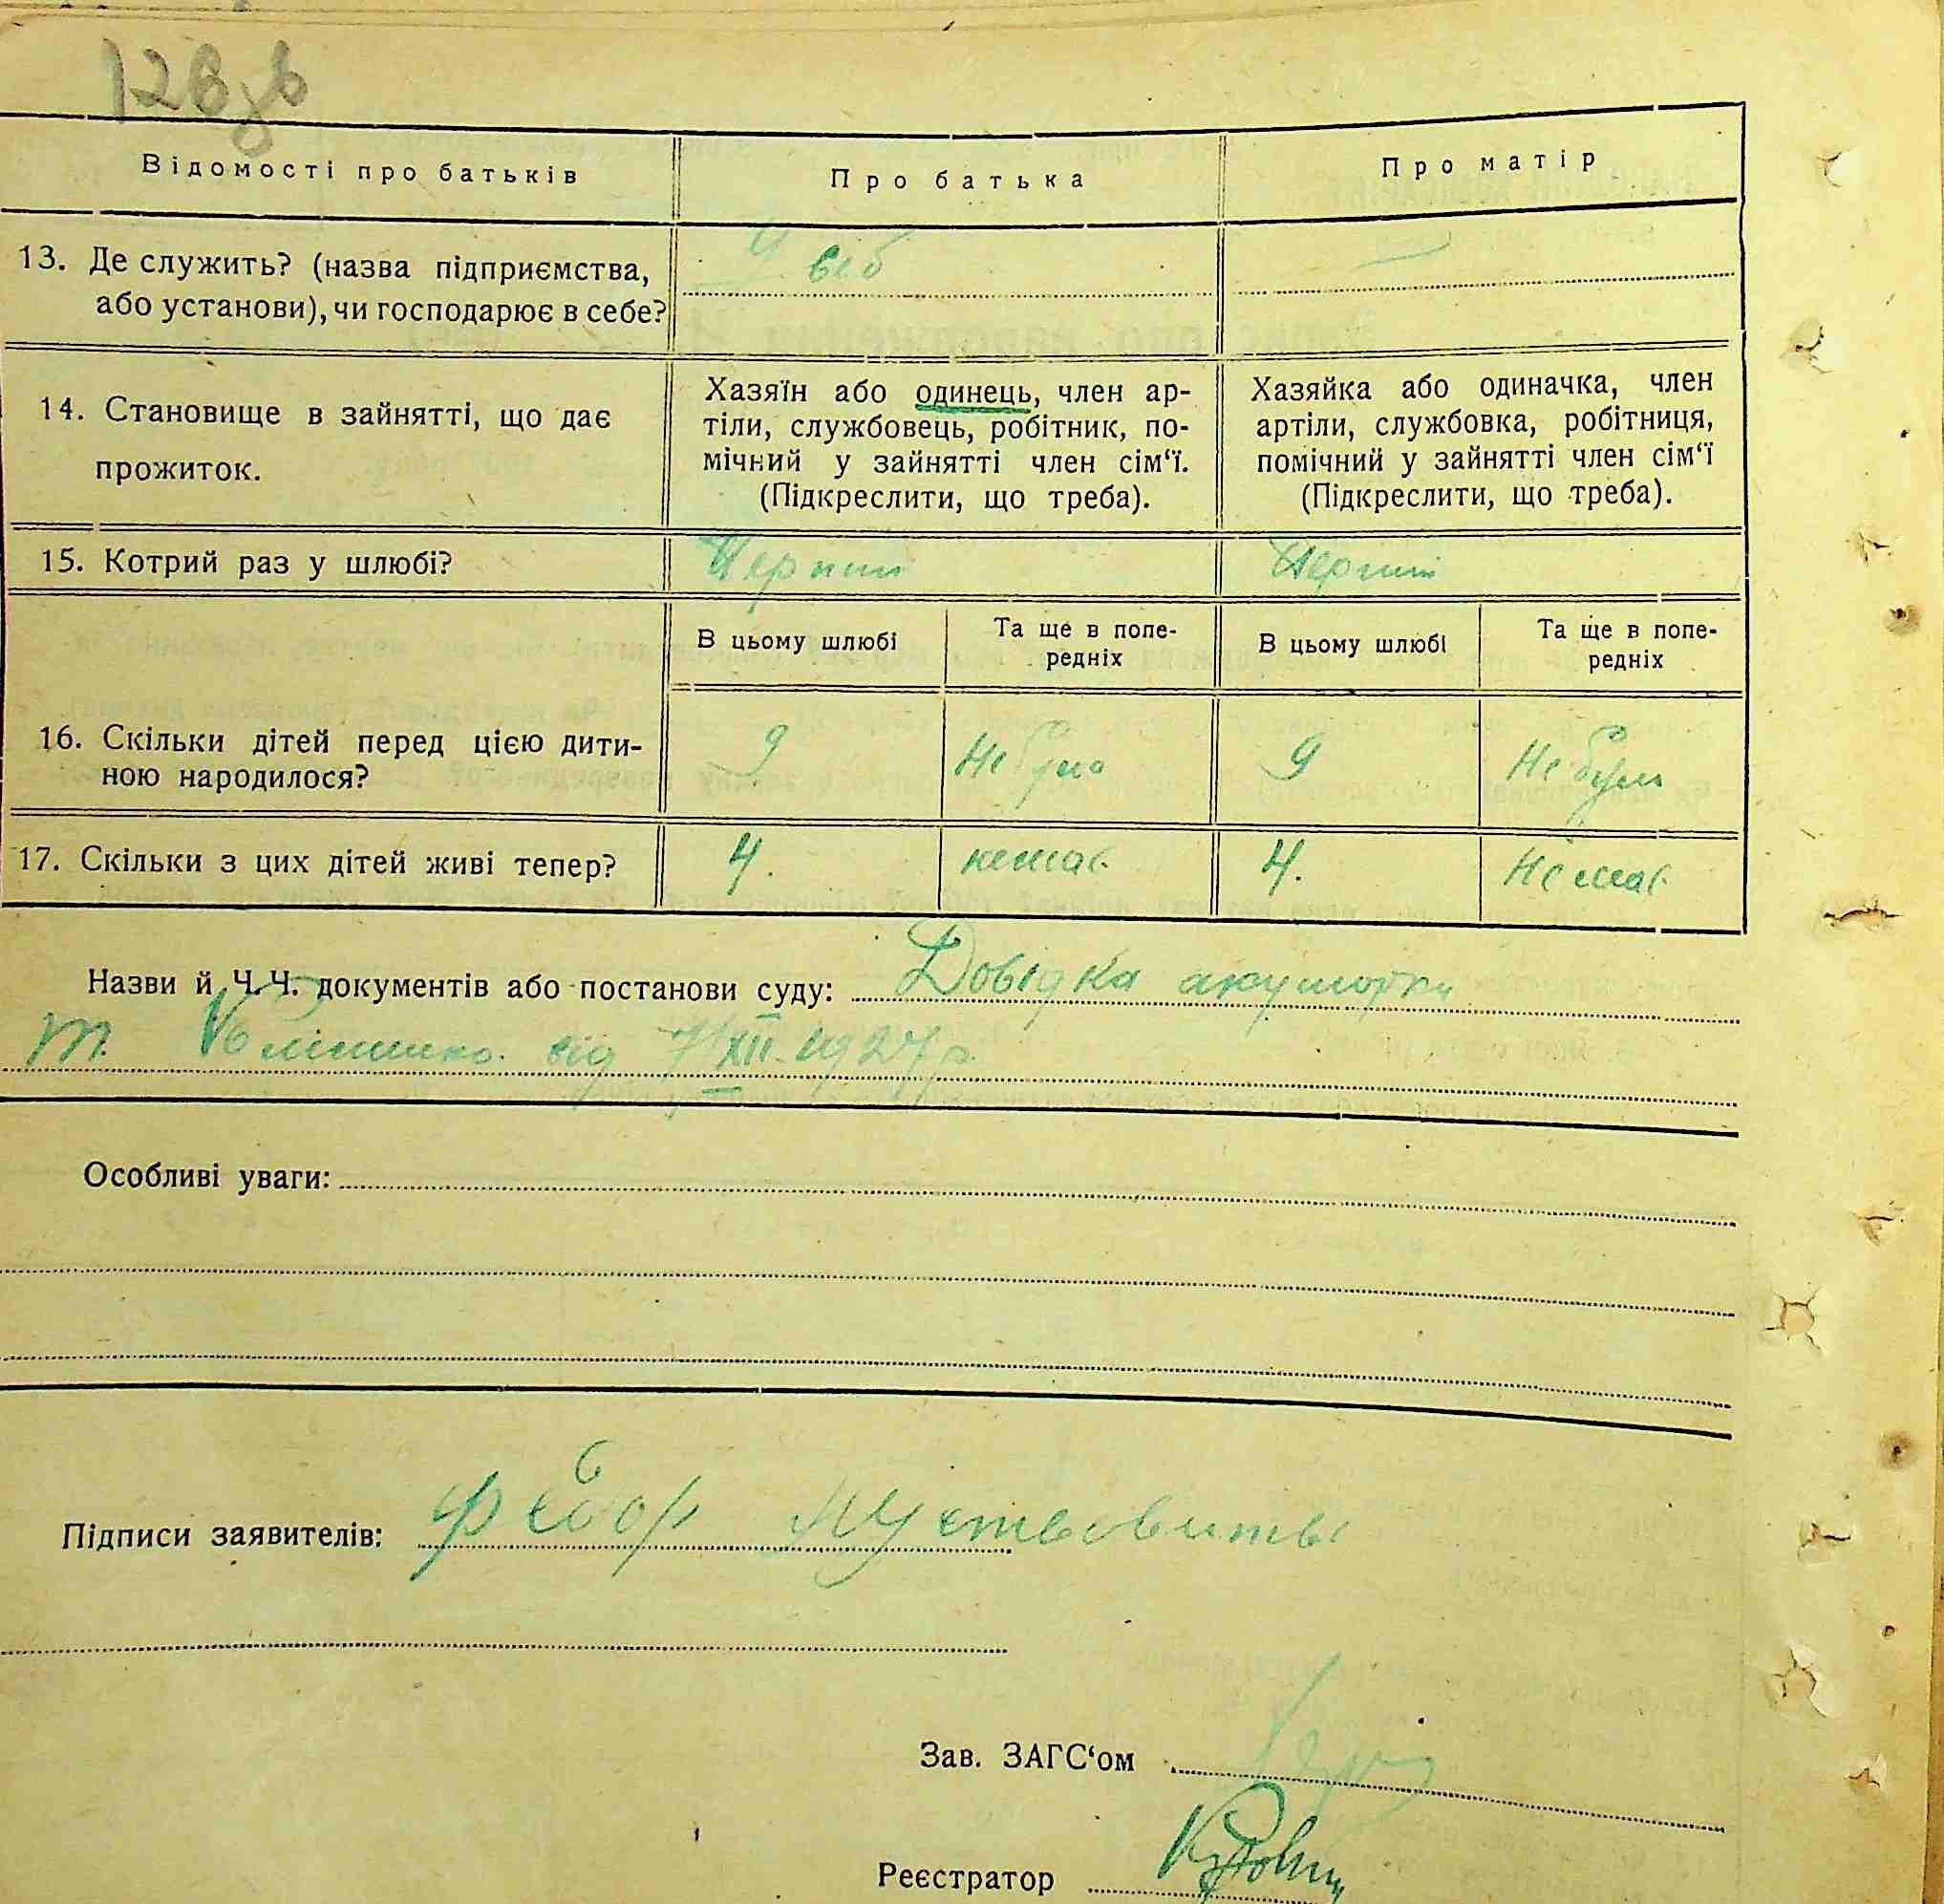 128 зв
Відомості про батьків
Про батька
Про матір
13. Де служить? (назва підприємства,
або установи), чи господарює в себе?
У себ
14. Становище в зайнятті, що дає
прожиток.
Хазяїн або одинець, член ар-
тіли, службовець, робітник, по-
мічний у зайнятті член сім‘ї.
(Підкреслити, що треба).
Хазяйка або одиначка, член
артіли, службовка, робітниця,
помічний у зайнятті член сім‘ї
(Підкреслити, що треба).
15. Котрий раз у шлюбі?
Перший
Перший
В цьому шлюбі
Та ще в попе-
редніх
В цьому шлюбі
Та ще в попе-
редніх
16. Скільки дітей перед цією дити-
ною народилося?
9
Не було
9
Не було
17. Скільки з цих дітей живі тепер?
4.
немає
4.
Немає
Назви й Ч.Ч. документів або постанови суду: Довідка акушорки
т. від 7/XII 1927р.
Особливі уваги:
Підписи заявителів: Федор
Зав. ЗАГС‘ом
Реєстратор